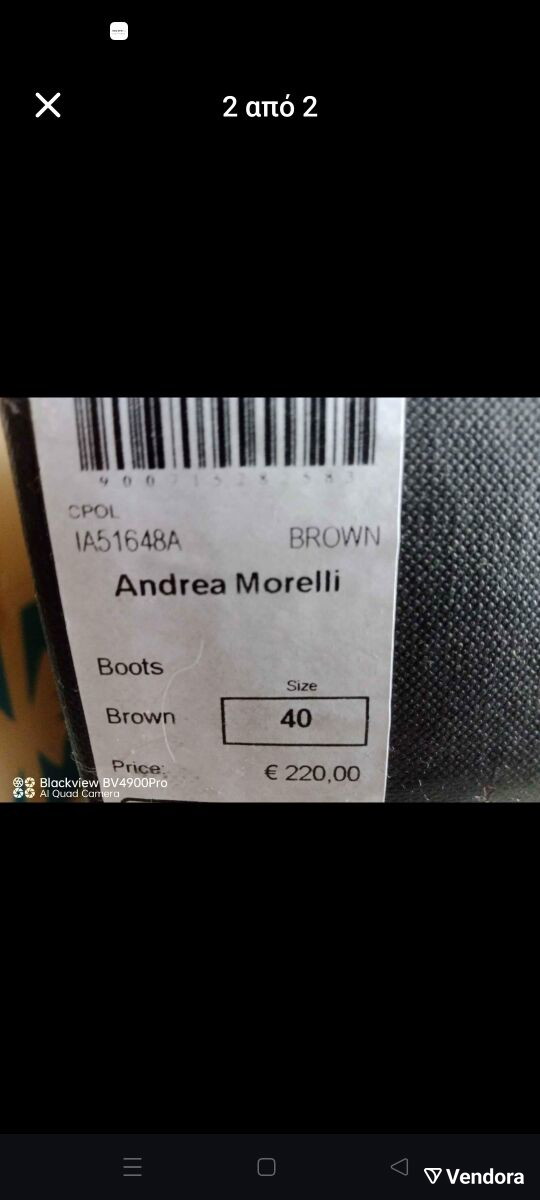 2 από 2
CPOL
IA51648A BROWN
Andrea Morelli
Boots
Size
Brown 40
Price: € 220,00
Blackview BV4900Pro
AI Quad Camera
Vendora